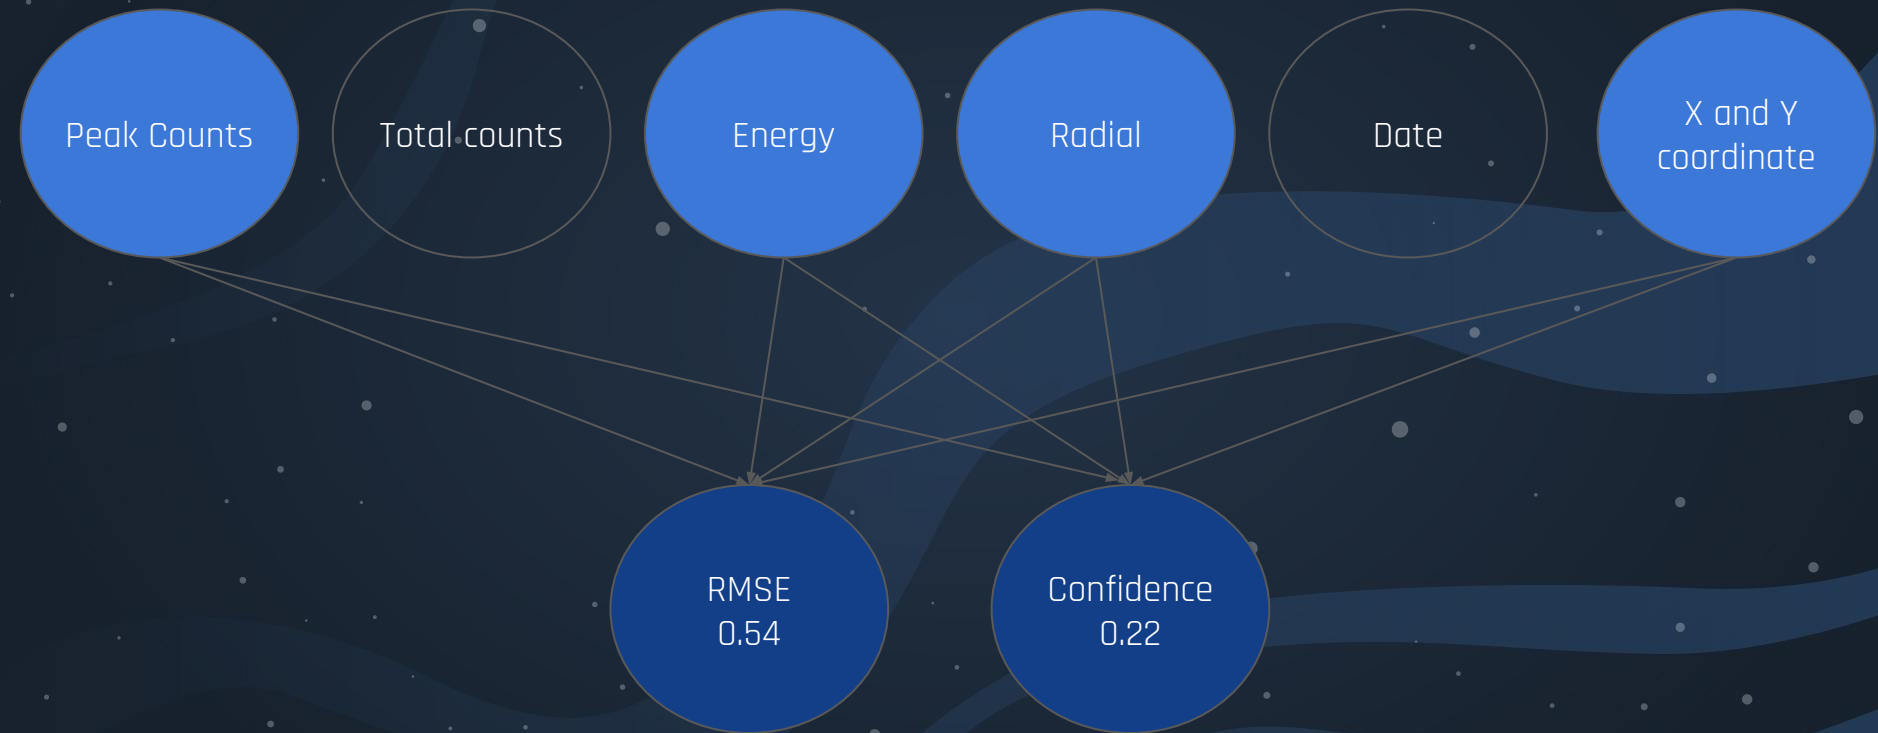 Peak Counts
Total counts
Energy
Radial
Date
X and Y
coordinate
RMSE
0.54
Confidence
0.22